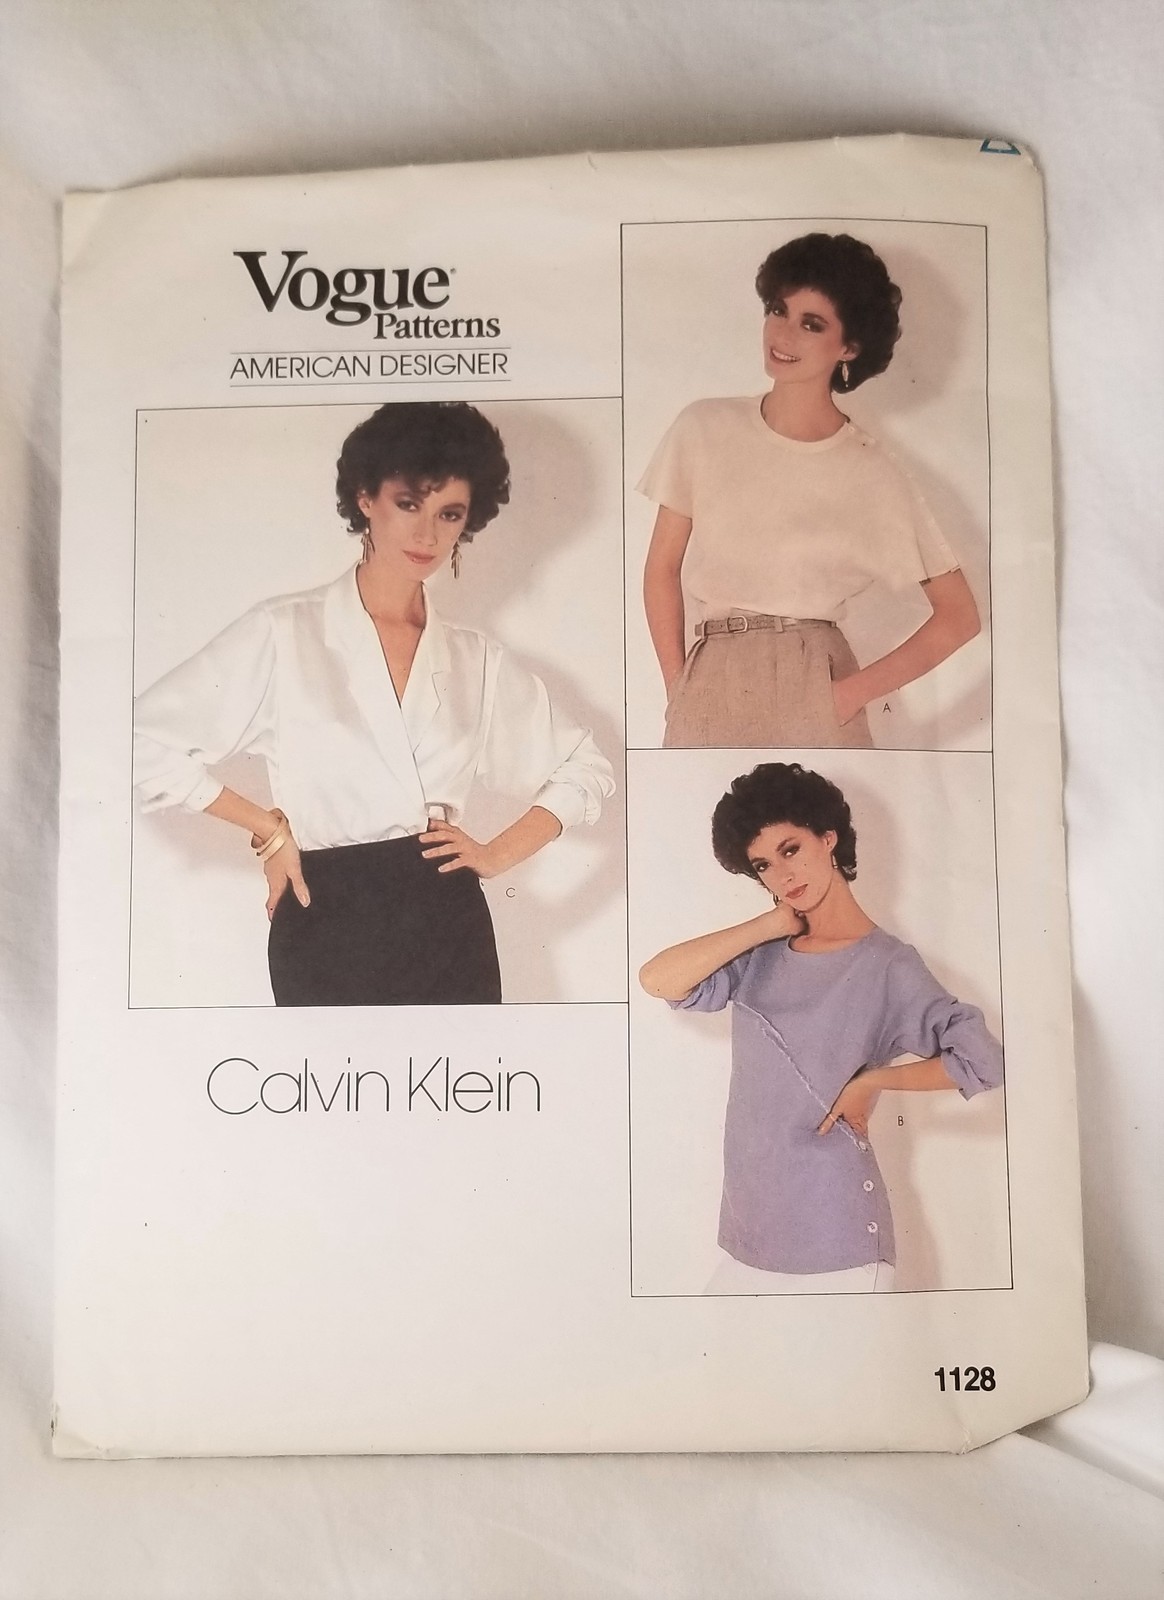 Vogue®
Patterns
AMERICAN DESIGNER
A
C
B
Calvin Klein
1128